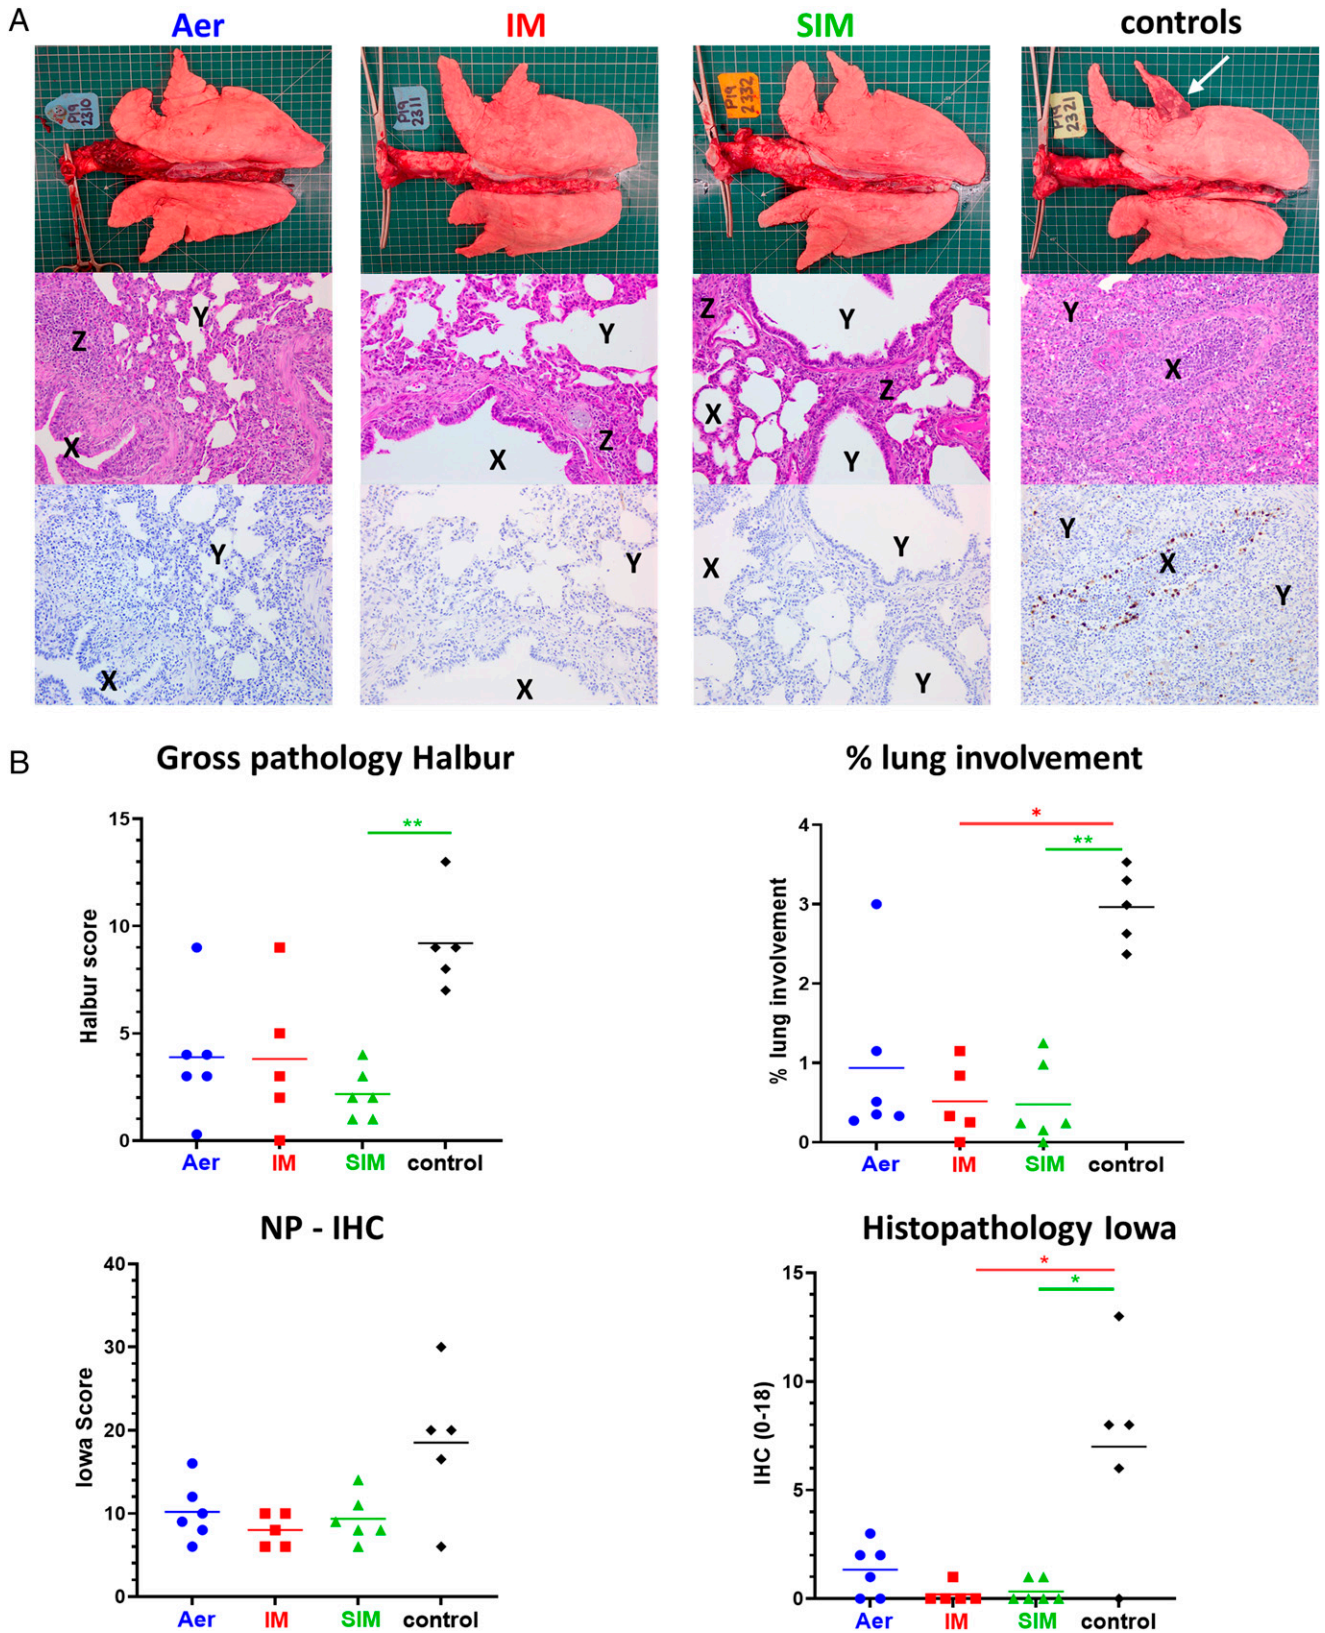 A
Aer
IM
SIM
controls
P19
2310
P19
2311
P19
2332
P19
2321
Z
Y
X
Y
Z
X
Z
Y
Z
X
Y
Y
X
Y
X
Y
X
Y
X
Y
Y
X
Y
B
Gross pathology Halbur
% lung involvement
**
15
10
5
0
Halbur score
Aer
IM
SIM
control
*
**
4
3
2
1
0
% lung involvement
Aer
IM
SIM
control
NP - IHC
Histopathology Iowa
40
30
20
10
0
Iowa Score
Aer
IM
SIM
control
*
*
15
10
5
0
IHC (0-18)
Aer
IM
SIM
control